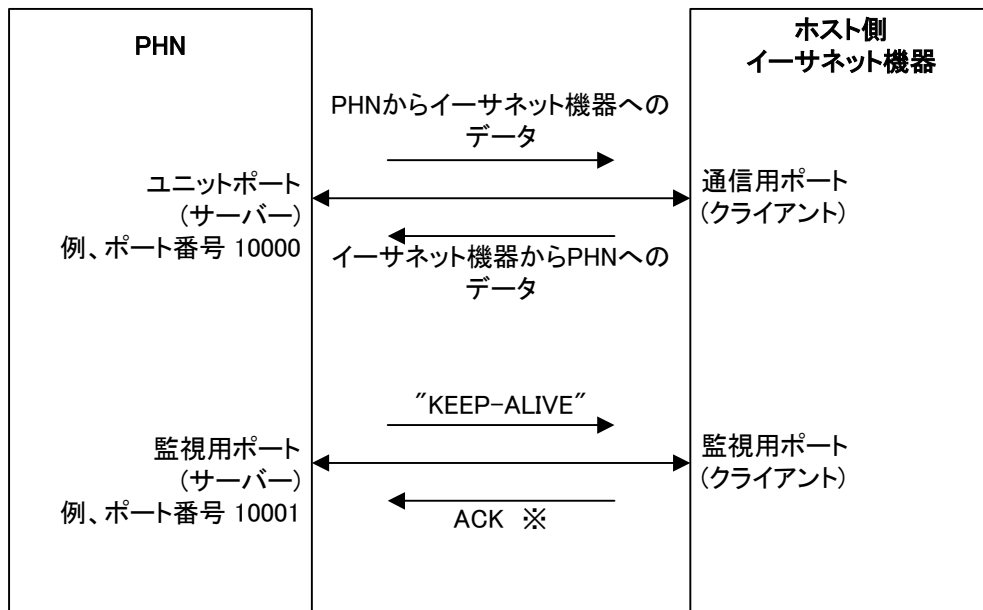 PHN
ホスト側
イーサネット機器
PHNからイーサネット機器への
データ
ユニットポート
(サーバー)
例、ポート番号 10000
通信用ポート
(クライアント)
イーサネット機器からPHNへの
データ
"KEEP-ALIVE"
監視用ポート
(サーバー)
例、ポート番号 10001
監視用ポート
(クライアント)
ACK ※